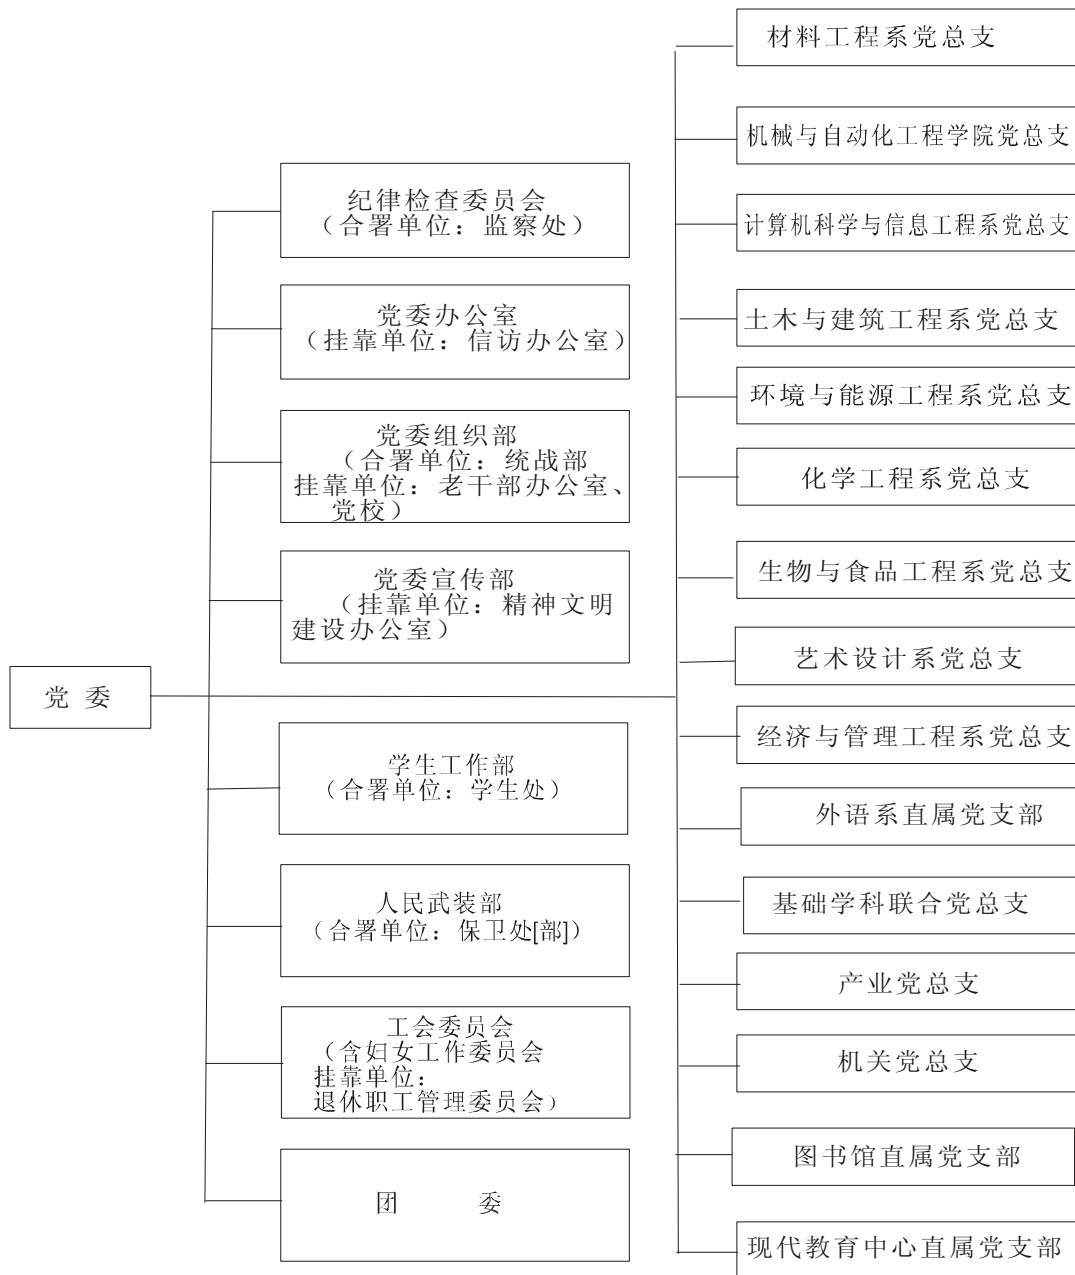 党 委
纪律检查委员会
（合署单位：监察处）
党委办公室
（挂靠单位：信访办公室）
党委组织部
（合署单位：统战部
挂靠单位：老干部办公室、
党校）
党委宣传部
（挂靠单位：精神文明
建设办公室）
学生工作部
（合署单位：学生处）
人民武装部
（合署单位：保卫处[部]）
工会委员会
（含妇女工作委员会
挂靠单位：
退休职工管理委员会）
团 委
材料工程系党总支
机械与自动化工程学院党总支
计算机科学与信息工程系党总支
土木与建筑工程系党总支
环境与能源工程系党总支
化学工程系党总支
生物与食品工程系党总支
艺术设计系党总支
经济与管理工程系党总支
外语系直属党支部
基础学科联合党总支
产业党总支
机关党总支
图书馆直属党支部
现代教育中心直属党支部